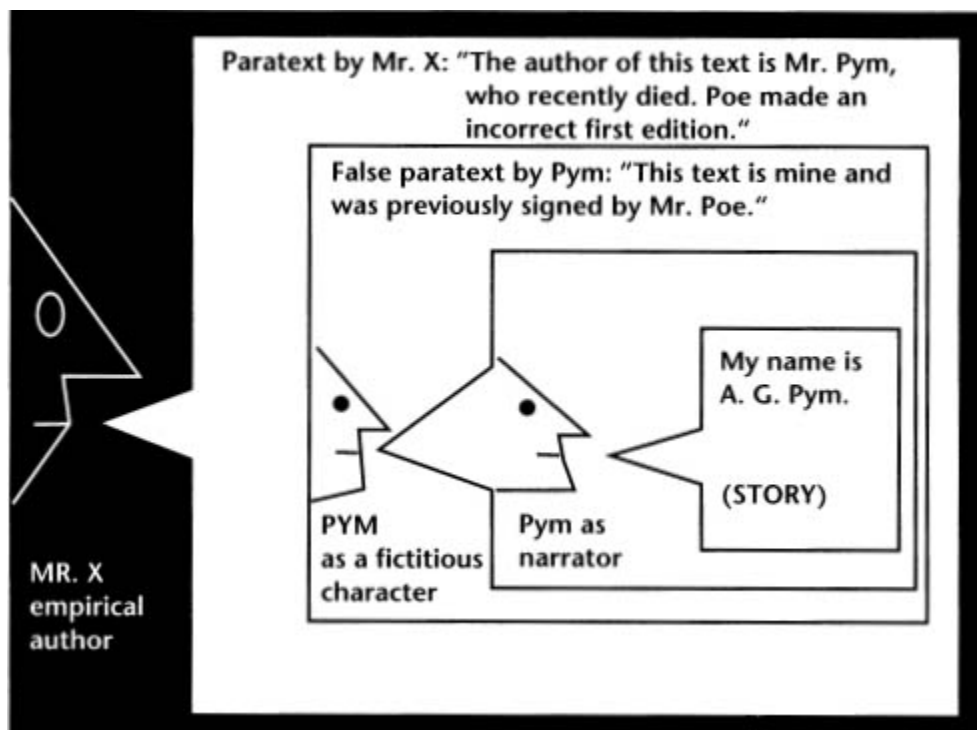 Paratext by Mr. X: "The author of this text is Mr. Pym,
who recently died. Poe made an
incorrect first edition."
False paratext by Pym: "This text is mine and
was previously signed by Mr. Poe."
My name is
A. G. Pym.
(STORY)
PYM
as a fictitious
character
Pym as
narrator
MR. X
empirical
author